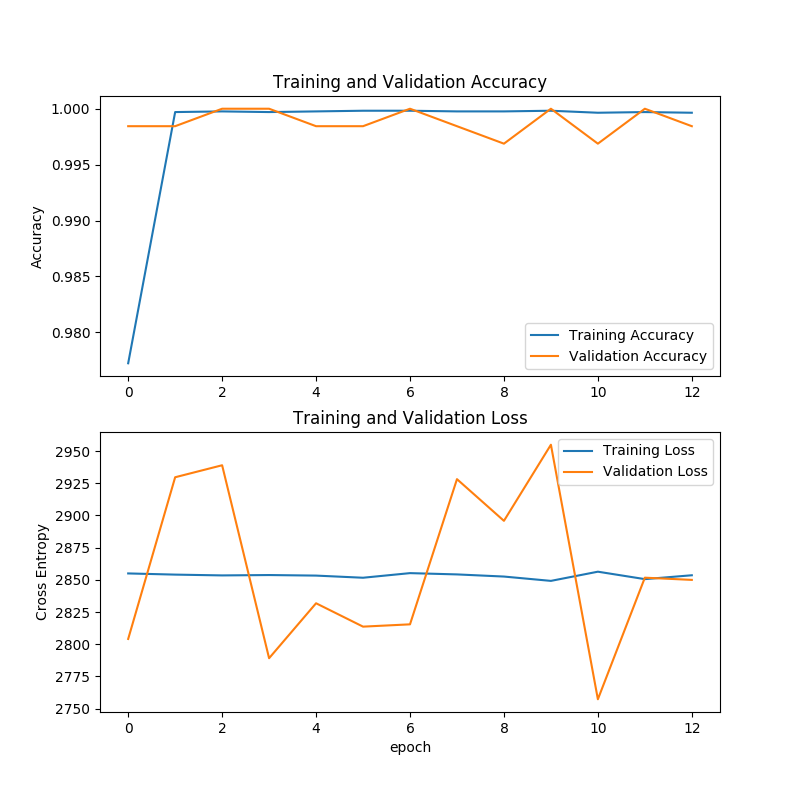 Training and Validation Accuracy
1.000
0.995
0.990
0.985
0.980
Accuracy
Training Accuracy
Validation Accuracy
0 2 4 6 8 10 12
Training and Validation Loss
2950
2925
2900
2875
2850
2825
2800
2775
2750
Cross Entropy
Training Loss
Validation Loss
0 2 4 6 8 10 12
epoch